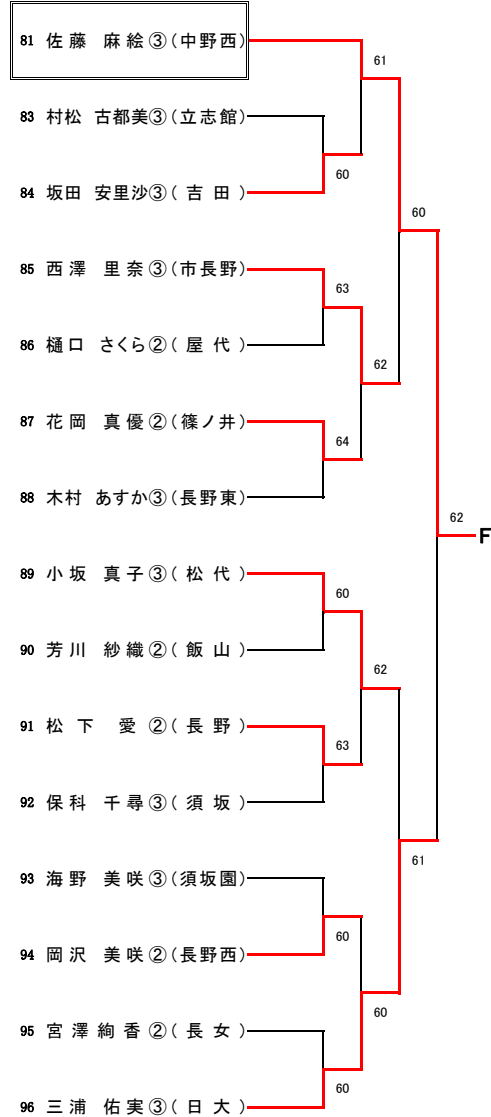 81 佐藤 麻絵③(中野西)
61
83 村松 古都美③(立志館)
60
84 坂田 安里沙③(吉田)
60
85 西澤 里奈③(市長野)
63
86 樋口 さくら②(屋代)
62
87 花岡 真優②(篠ノ井)
64
88 木村 あすか③(長野東)
62
F
89 小坂 真子③(松代)
60
90 芳川 紗織②(飯山)
62
91 松下 愛②(長野)
63
92 保科 千尋③(須坂)
61
93 海野 美咲③(須坂園)
60
94 岡沢 美咲②(長野西)
60
95 宮澤 絢香②(長女)
60
96 三浦 佑実③(日大)